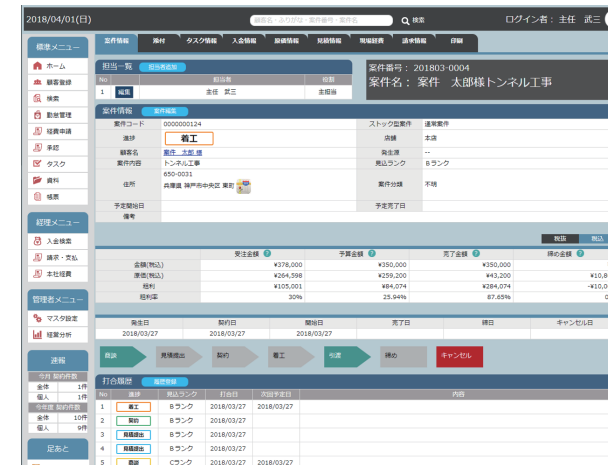 2018/04/01(日)
顧客名・ふりがな・案件番号・案件名
検索
ログイン者： 主任 武三
標準メニュー
ホーム
顧客登録
検索
勤怠管理
経費申請
承認
タスク
資料
帳票
経理メニュー
入金検索
請求・支払
本社経費
管理者メニュー
マスタ設定
経営分析
速報
今月 契約件数
全体 1件
個人 1件
今年度 契約件数
全体 10件
個人 9件
足あと
案件情報 添付 タスク情報 入金情報 原価情報 見積情報 現場経費 請求情報 印刷
担当一覧 担当者追加
No 担当者 役割
1 編集 主任 武三 主担当
案件番号： 201803-0004
案件名： 案件 太郎様トンネル工事
案件情報 案件編集
案件コード 0000000124 ストック型案件 通常案件
進捗 着工 店舗 本店
顧客名 案件 太郎 様 発生源 --
案件内容 トンネル工事 見込ランク Bランク
住所 650-0031
兵庫県 神戸市中央区 東町 案件分類 不明
予定開始日 予定完了日
備考
税抜 税込
受注金額 ? 予算金額 ? 完了金額 ? 締め金額 ?
金額(税込) ¥378,000 ¥350,000 ¥350,000
原価(税込) ¥264,598 ¥259,200 ¥43,200 ¥10,8
粗利 ¥105,001 ¥84,074 ¥284,074 ¥-10,0
粗利率 30% 25.94% 87.65% 0
発生日 契約日 開始日 完了日 締日 キャンセル日
2018/03/27 2018/03/27 2018/03/27
商談 見積提出 契約 着工 引渡 締め キャンセル
打合履歴 履歴登録
No 進捗 見込ランク 打合日 次回予定日 内容
1 着工 Bランク 2018/03/27 2018/03/27
2 契約 Bランク 2018/03/27
3 見積提出 Bランク 2018/03/27
4 見積提出 Bランク 2018/03/27
5 商談 Cランク 2018/03/27 2018/03/27